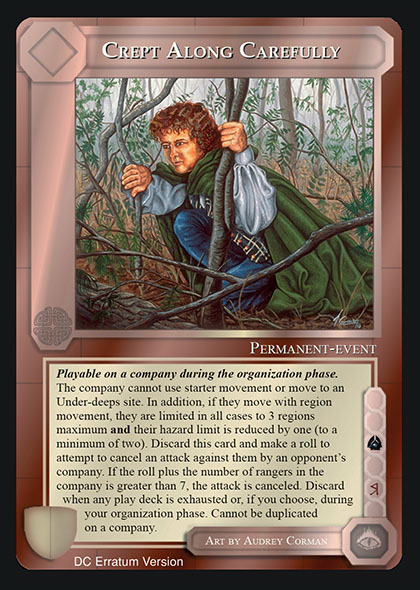 Crept Along Carefully
Permanent-event
Playable on a company during the organization phase.
The company cannot use starter movement or move to an
Under-deeps site. In addition, if they move with region
movement, they are limited in all cases to 3 regions
maximum and their hazard limit is reduced by one (to a
minimum of two). Discard this card and make a roll to
attempt to cancel an attack against them by an opponent's
company. If the roll plus the number of rangers in the
company is greater than 7, the attack is canceled. Discard
when any play deck is exhausted or, if you choose, during
your organization phase. Cannot be duplicated
on a company.
Art by Audrey Corman
DC Erratum Version